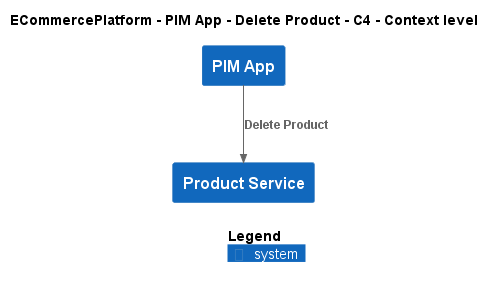 ECommercePlatform - PIM App - Delete Product - C4 - Context level
PIM App
Delete Product
Product Service
Legend
system